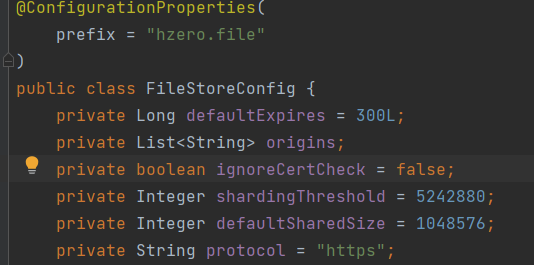 @ConfigurationProperties(
prefix = "hzero.file"
)
public class FileStoreConfig {
private Long defaultExpires = 300L;
private List<String> origins;
private boolean ignoreCertCheck = false;
private Integer shardingThreshold = 5242880;
private Integer defaultSharedSize = 1048576;
private String protocol = "https";